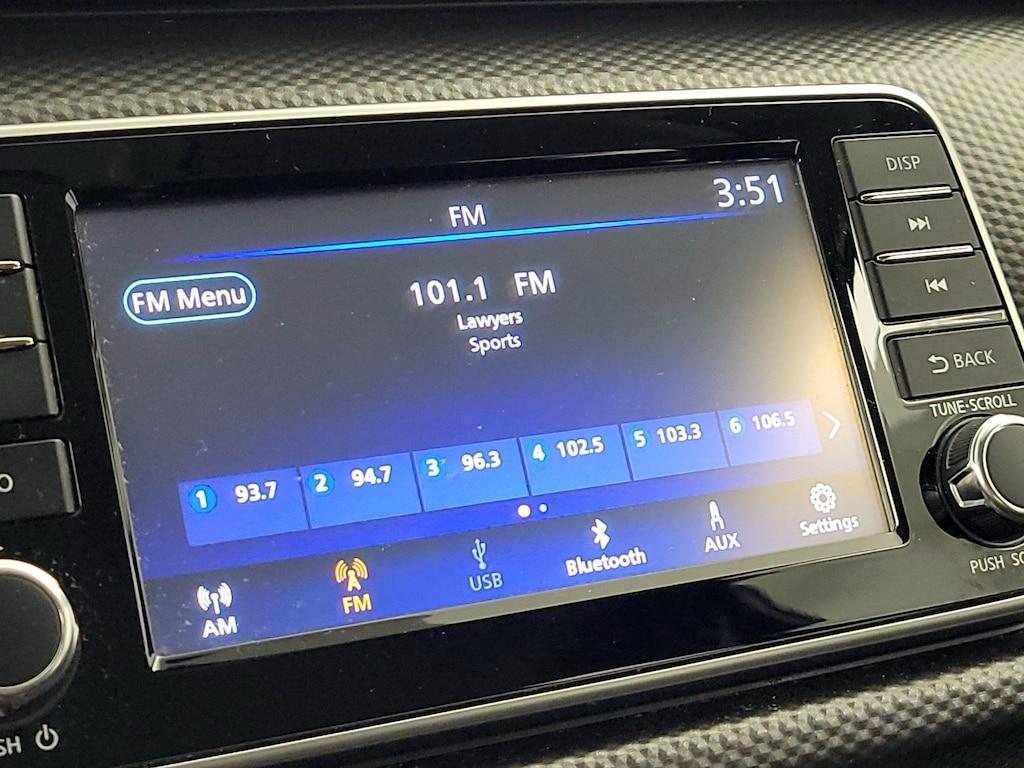 DISP
3:51
FM
FM Menu
101.1 FM
Lawyers
Sports
BACK
TUNE·SCROLL
1 93.7
2 94.7
3 96.3
4 102.5
5 103.3
6 106.5
AM
FM
USB
Bluetooth
AUX
Settings
PUSH